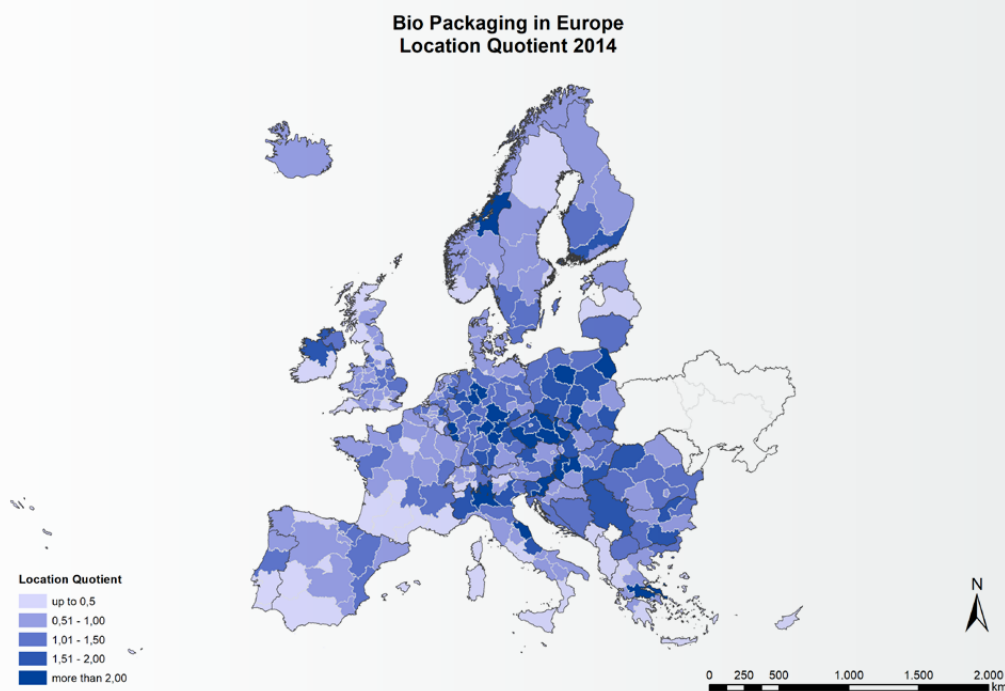 Bio Packaging in Europe
Location Quotient 2014
Location Quotient
up to 0,5
0,51 - 1,00
1,01 - 1,50
1,51 - 2,00
more than 2,00
N
0 250 500 1.000 1.500 2.000
km